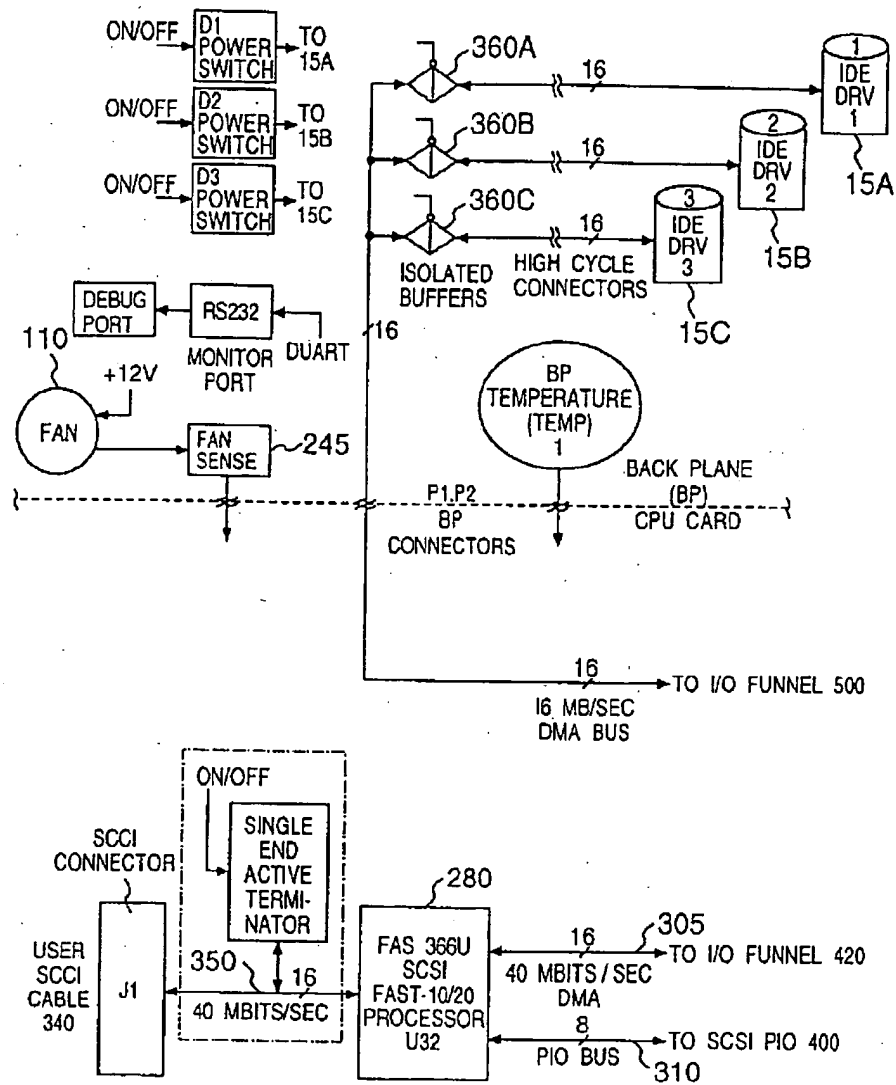 ON/OFF
D1
POWER
SWITCH
TO
15A
ON/OFF
D2
POWER
SWITCH
TO
15B
ON/OFF
D3
POWER
SWITCH
TO
15C
360A
16
1
IDE
DRV
1
15A
360B
16
2
IDE
DRV
2
15B
360C
16
3
IDE
DRV
3
15C
ISOLATED
BUFFERS
HIGH CYCLE
CONNECTORS
DEBUG
PORT
RS232
MONITOR
PORT
DUART
16
110
+12V
FAN
FAN
SENSE
245
BP
TEMPERATURE
(TEMP)
1
BACK PLANE
(BP)
CPU CARD
P1.P2
BP
CONNECTORS
16
TO I/O FUNNEL 500
16 MB/SEC
DMA BUS
ON/OFF
SINGLE
END
ACTIVE
TERMI-
NATOR
SCCI
CONNECTOR
USER
SCCI
CABLE
340
J1
350
16
40 MBITS/SEC
280
FAS 366U
SCSI
FAST-10/20
PROCESSOR
U32
16
305
TO I/O FUNNEL 420
40 MBITS/SEC
DMA
8
TO SCSI PIO 400
PIO BUS
310